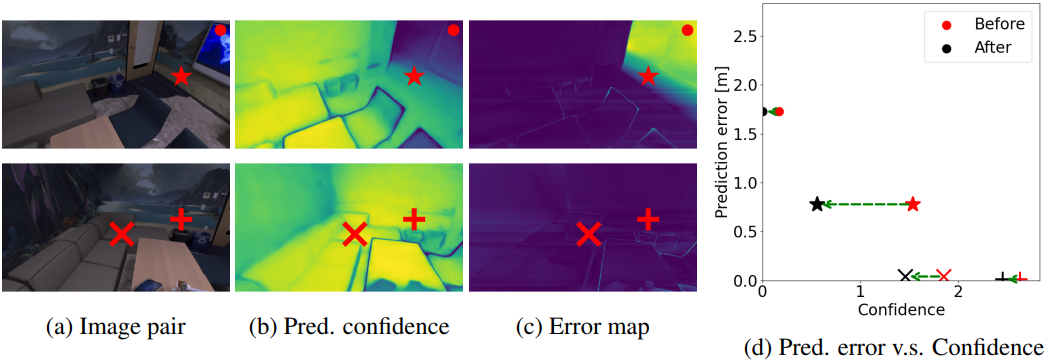 Before
After
2.5
2.0
1.5
1.0
0.5
0.0
Prediction error [m]
0
1
2
Confidence
(a) Image pair
(b) Pred. confidence
(c) Error map
(d) Pred. error v.s. Confidence